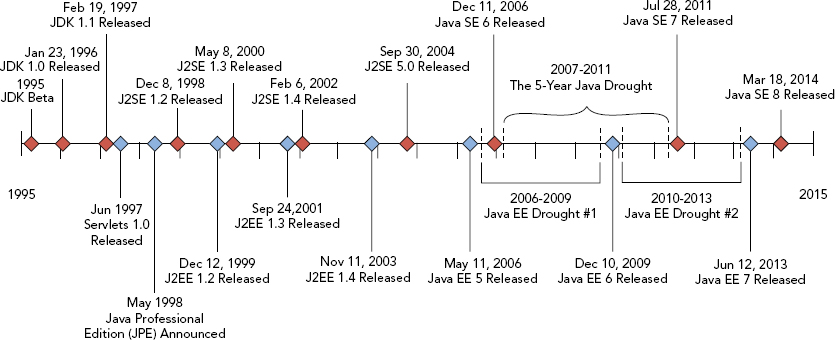 Feb 19, 1997
JDK 1.1 Released
Jan 23, 1996
JDK 1.0 Released
1995
JDK Beta
Dec 8, 1998
J2SE 1.2 Released
May 8, 2000
J2SE 1.3 Released
Feb 6, 2002
J2SE 1.4 Released
Sep 30, 2004
J2SE 5.0 Released
Dec 11, 2006
Java SE 6 Released
2007-2011
The 5-Year Java Drought
Jul 28, 2011
Java SE 7 Released
Mar 18, 2014
Java SE 8 Released
1995
2015
Jun 1997
Servlets 1.0
Released
May 1998
Java Professional
Edition (JPE) Announced
Dec 12, 1999
J2EE 1.2 Released
Sep 24,2001
J2EE 1.3 Released
Nov 11, 2003
J2EE 1.4 Released
May 11, 2006
Java EE 5 Released
2006-2009
Java EE Drought #1
Dec 10, 2009
Java EE 6 Released
2010-2013
Java EE Drought #2
Jun 12, 2013
Java EE 7 Released